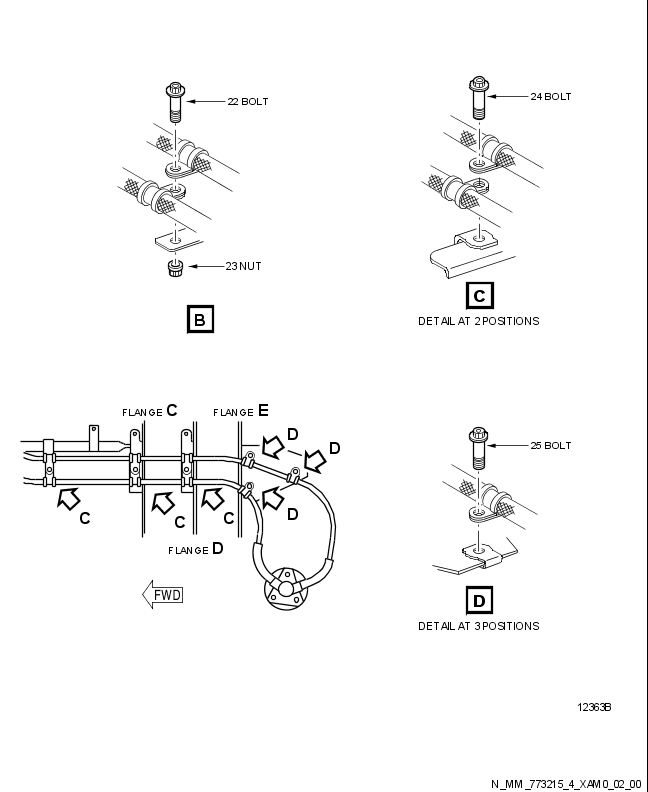 22 BOLT
23 NUT
B
24 BOLT
C
DETAIL AT 2 POSITIONS
FLANGE C
FLANGE E
D
D
D
C
C
C
FLANGE D
FWD
25 BOLT
D
DETAIL AT 3 POSITIONS
12363B
N_MM_773215_4_XAM0_02_00